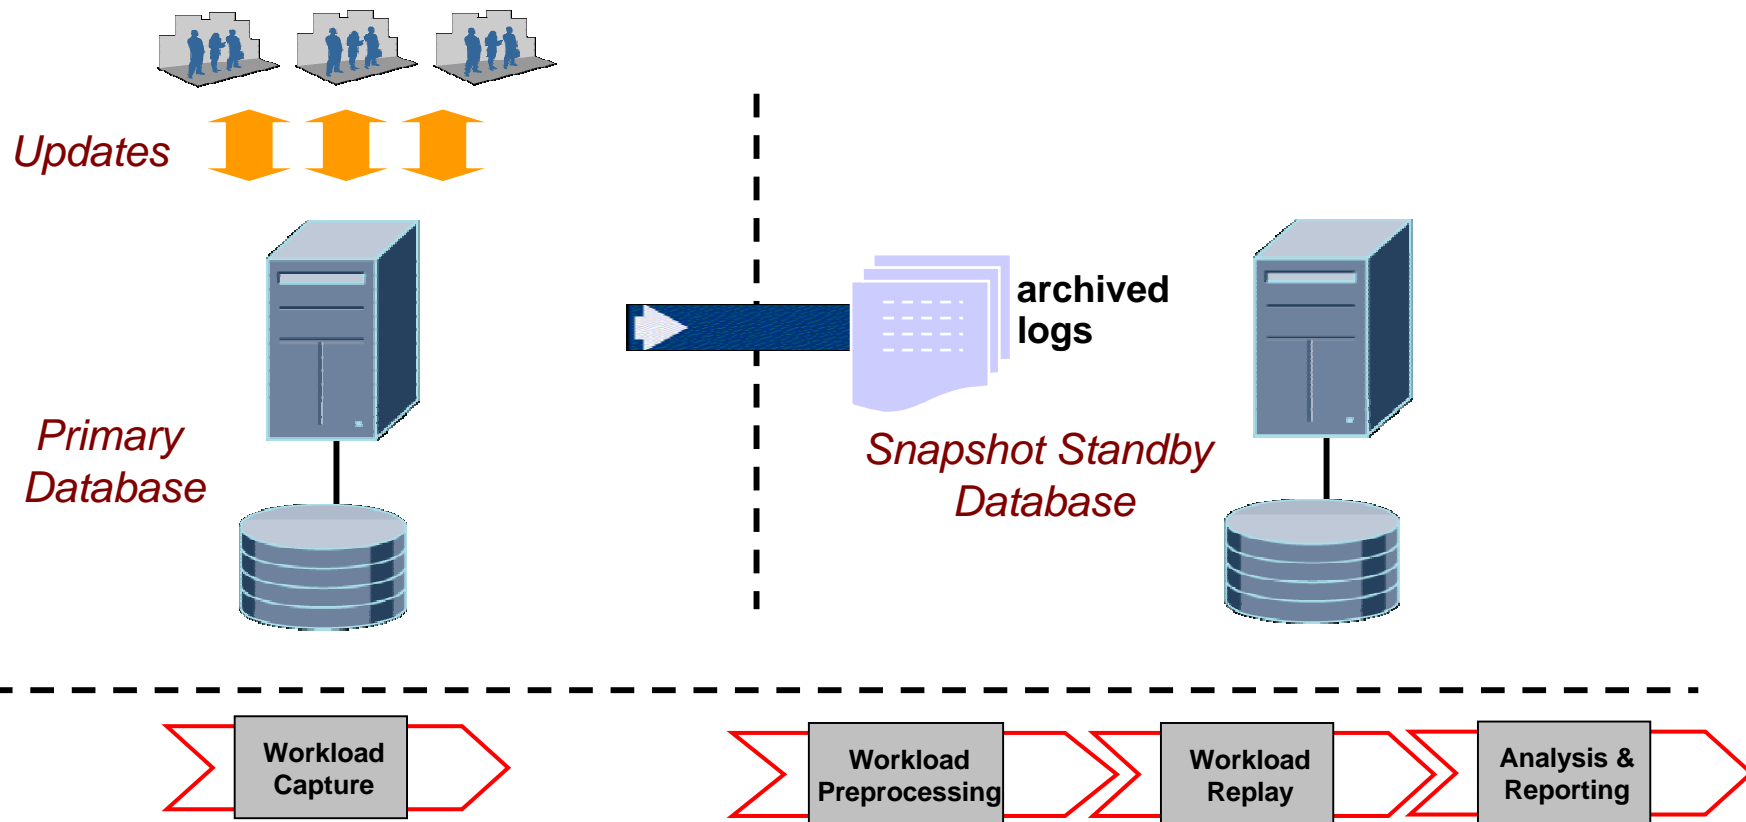 Updates
archived
logs
Primary
Database
Snapshot Standby
Database
Workload
Capture
Workload
Preprocessing
Workload
Replay
Analysis &
Reporting